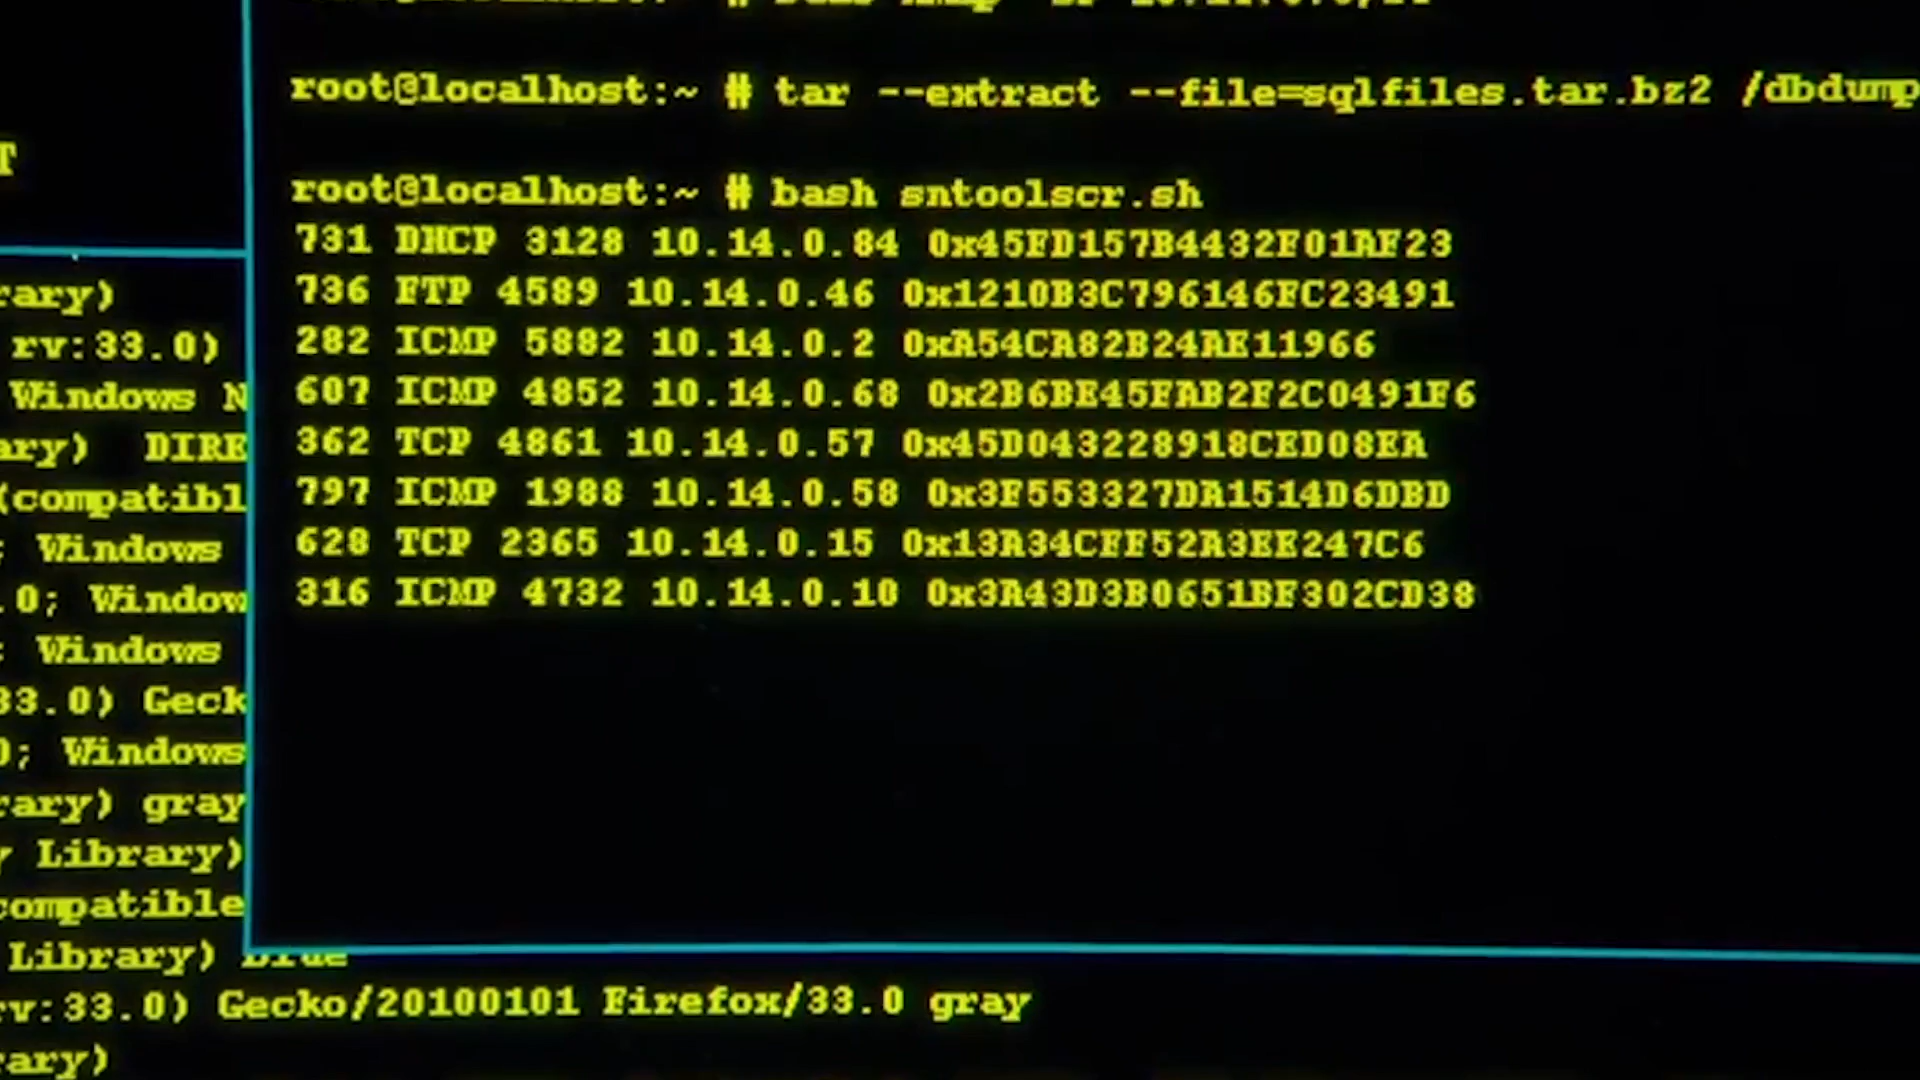 root@localhost:~ # tar --extract --file=sqlfiles.tar.bz2 /dbdump
root@localhost:~ # bash sntoolscr.sh
731 DHCP 3128 10.14.0.84 0x45FD157B4432F01AF23
736 FTP 4589 10.14.0.46 0x1210B3C796146FC23491
282 ICMP 5882 10.14.0.2 0xA54CA82B24AE11966
607 ICMP 4852 10.14.0.68 0x2B6BE45FAB2F2C0491F6
362 TCP 4861 10.14.0.57 0x45D043228918CED08EA
797 ICMP 1988 10.14.0.58 0x3F553327DA1514D6DBD
628 TCP 2365 10.14.0.15 0x13A34CFF52A3EE247C6
316 ICMP 4732 10.14.0.10 0x3A43D3B0651BF302CD38
T
rary)
rv:33.0)
Windows N
ary) DIRE
(compatibl
; Windows
.0; Window
; Windows
33.0) Geck
0; Windows
rary) gray
y Library)
compatible
Library)
rv:33.0) Gecko/20100101 Firefox/33.0 gray
rary)